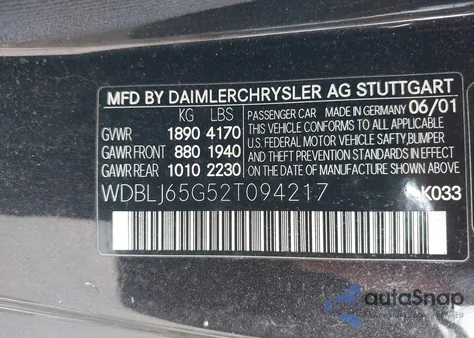 MFD BY DAIMLERCHRYSLER AG STUTTGART
KG LBS
GVWR 1890 4170
GAWR FRONT 880 1940
GAWR REAR 1010 2230
PASSENGER CAR MADE IN GERMANY 06/01
THIS VEHICLE CONFORMS TO ALL APPLICABLE
U.S. FEDERAL MOTOR VEHICLE SAFETY, BUMPER
AND THEFT PREVENTION STANDARDS IN EFFECT
ON THE DATE OF MANUFACTURE SHOWN ABOVE
WDBLJ65G52T094217
K033
autoSnap